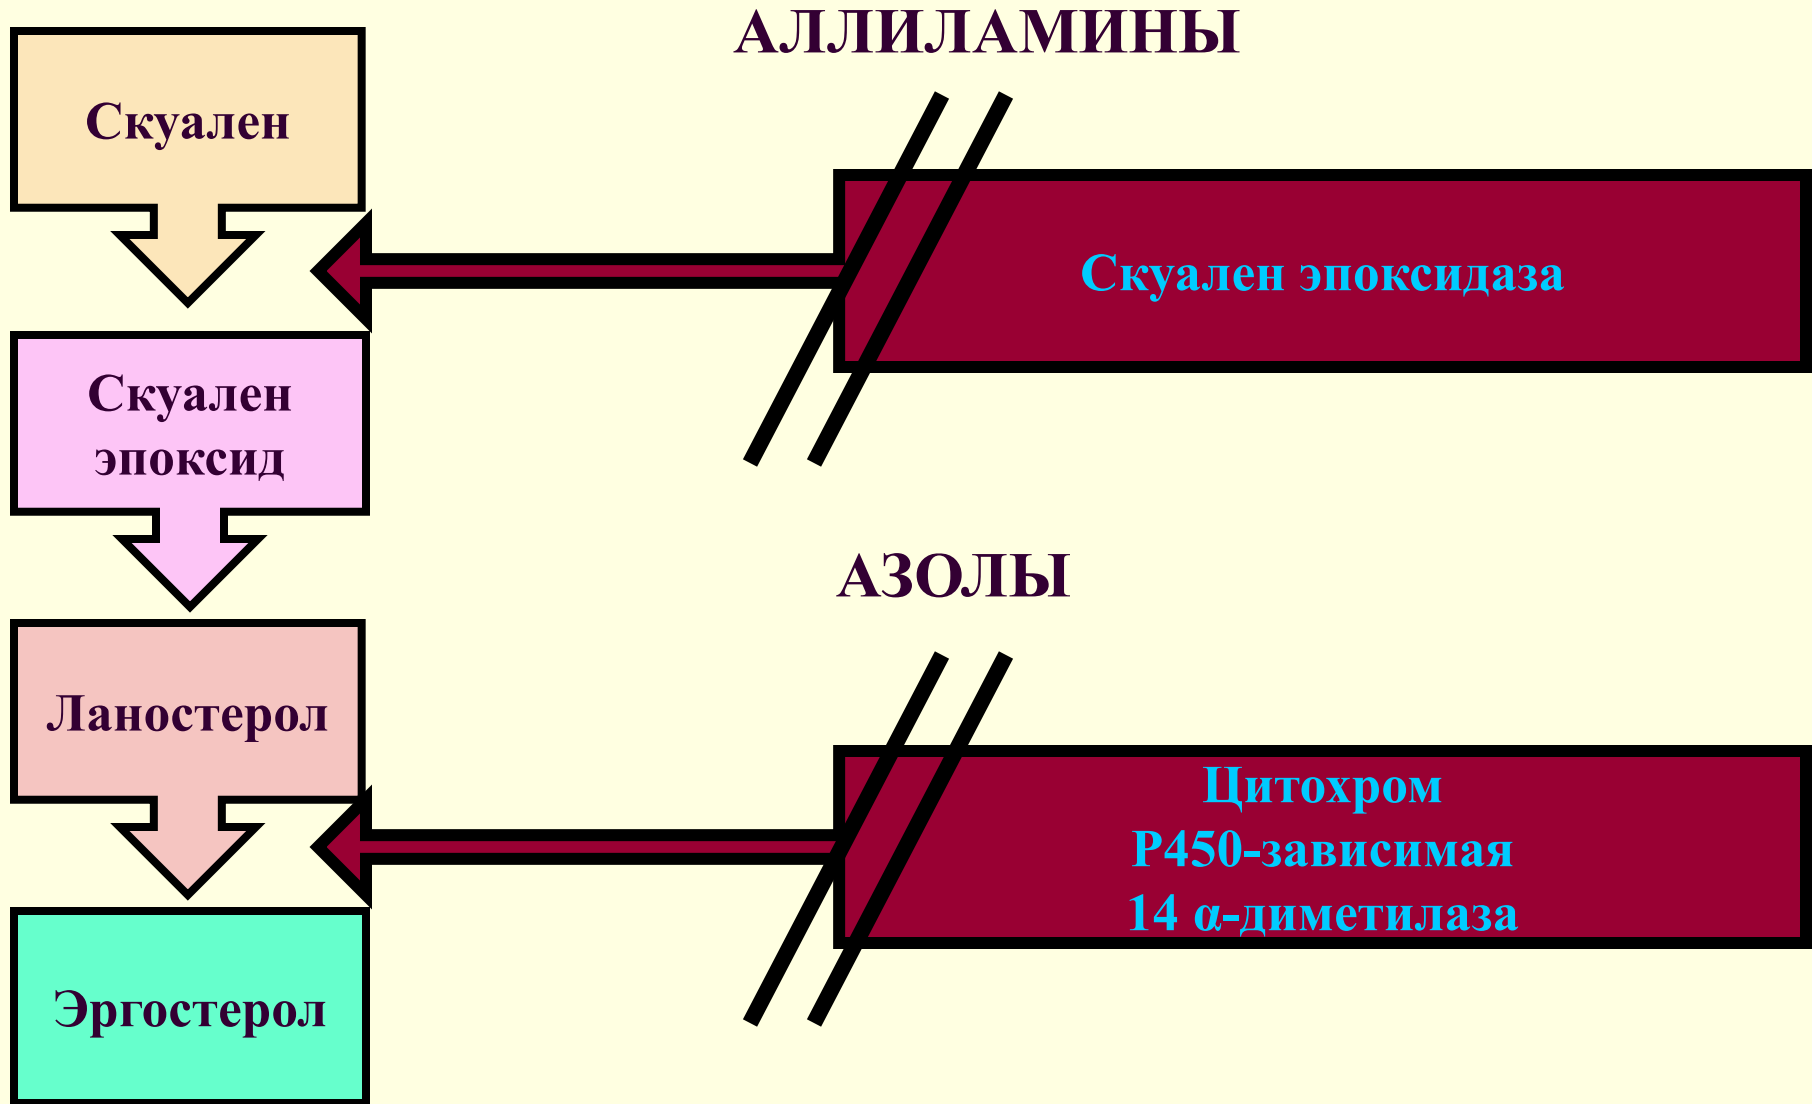 АЛЛИЛАМИНЫ
Скуален
Скуален эпоксидаза
Скуален
эпоксид
АЗОЛЫ
Ланостерол
Цитохром
Р450-зависимая
14 α-диметилаза
Эргостерол